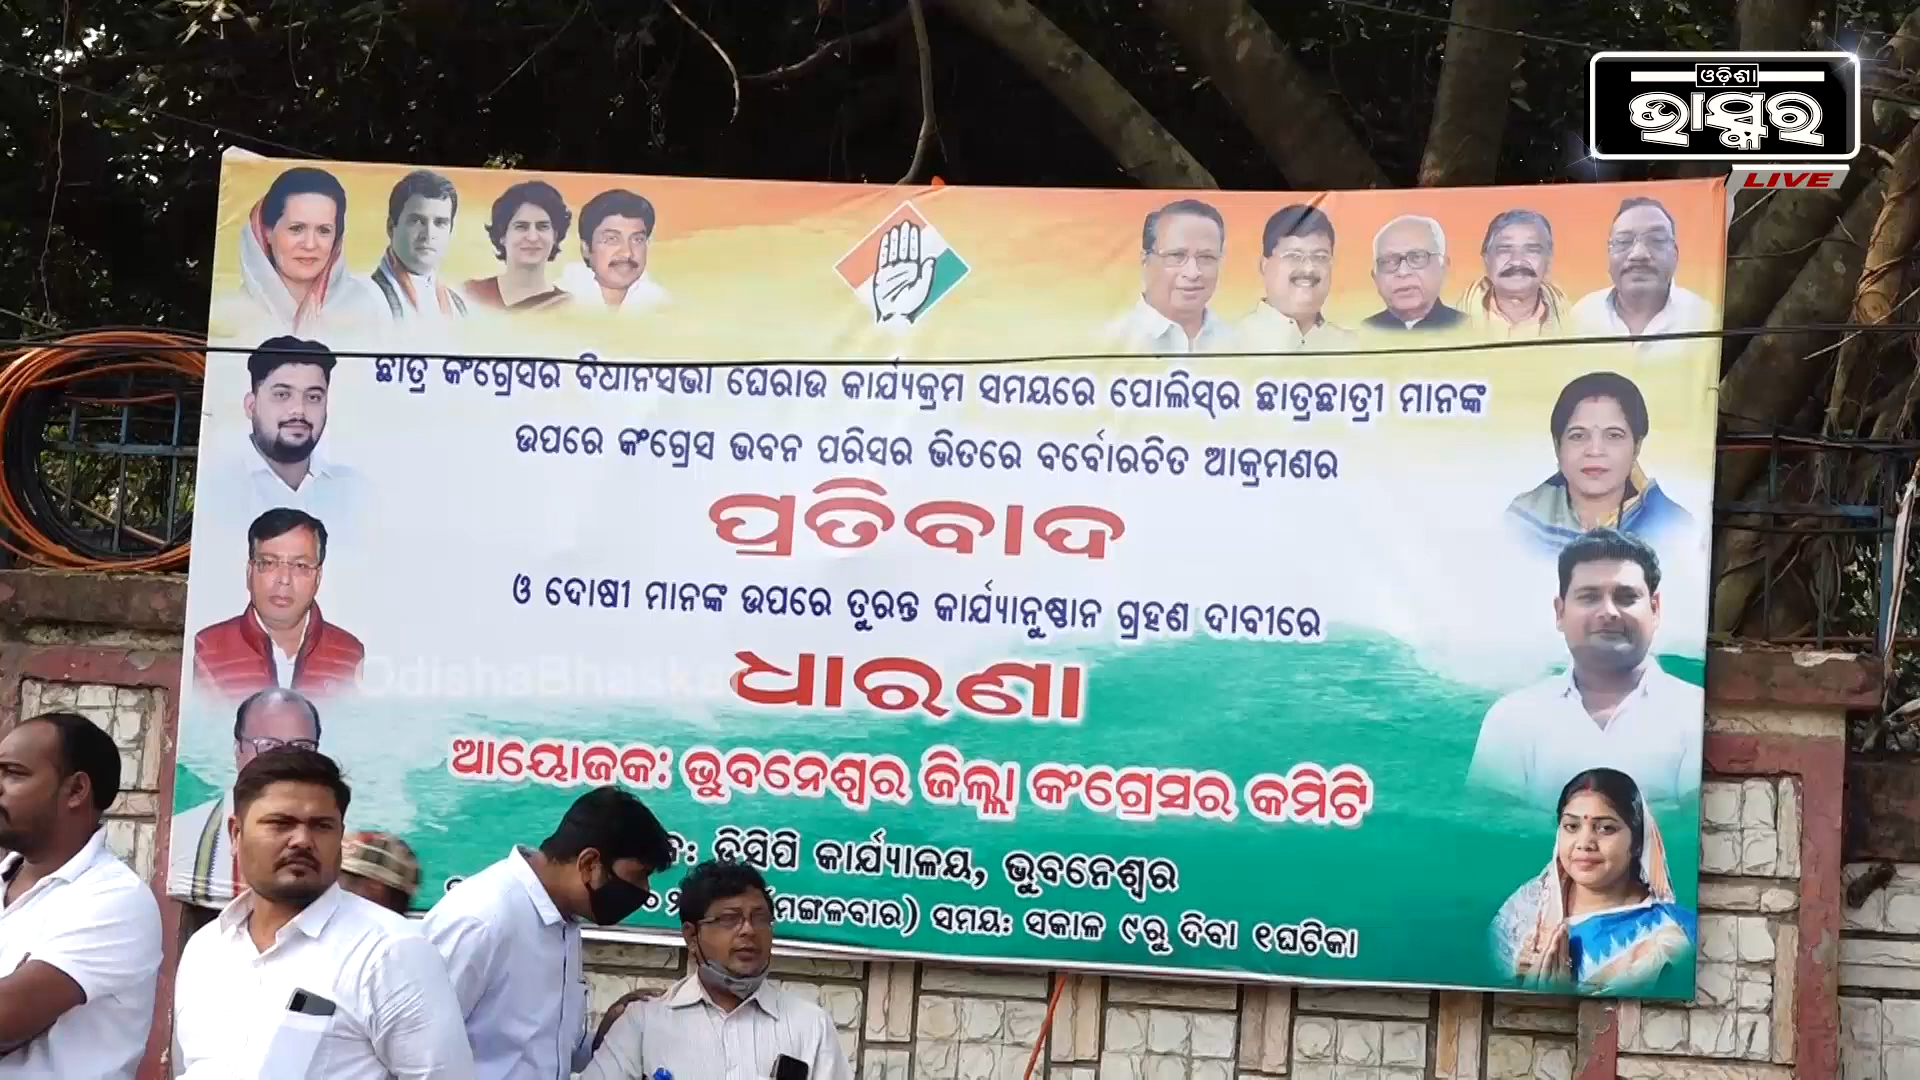 ଓଡ଼ିଶା
ଭାସ୍କର
LIVE
ଛାତ୍ର କଂଗ୍ରେସର ବିଧାନସଭା ଘେରାଉ କାର୍ଯ୍ୟକ୍ରମ ସମୟରେ ପୋଲିସ୍‌ର ଛାତ୍ରଛାତ୍ରୀ ମାନଙ୍କ
ଉପରେ କଂଗ୍ରେସ ଭବନ ପରିସର ଭିତରେ ବର୍ବୋରଚିତ ଆକ୍ରମଣର
ପ୍ରତିବାଦ
ଓ ଦୋଷୀ ମାନଙ୍କ ଉପରେ ତୁରନ୍ତ କାର୍ଯ୍ୟାନୁଷ୍ଠାନ ଗ୍ରହଣ ଦାବୀରେ
OdishaBhaskar
ଧାରଣା
ଆୟୋଜକ: ଭୁବନେଶ୍ୱର ଜିଲ୍ଲା କଂଗ୍ରେସର କମିଟି
ଡିସିପି କାର୍ଯ୍ୟାଳୟ, ଭୁବନେଶ୍ୱର
(ମଙ୍ଗଳବାର) ସମୟ: ସକାଳ ୯ରୁ ଦିବା ୧ଘଟିକା